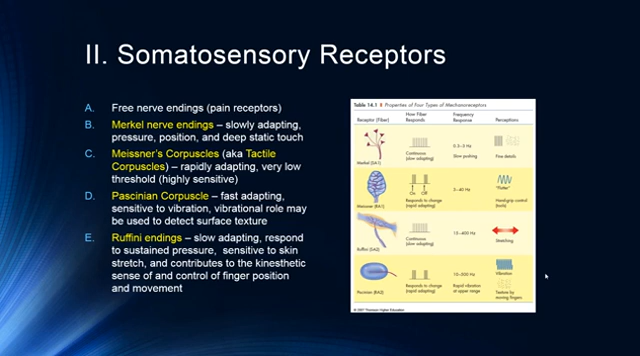 II. Somatosensory Receptors
A. Free nerve endings (pain receptors)
B. Merkel nerve endings – slowly adapting,
pressure, position, and deep static touch
C. Meissner's Corpuscles (aka Tactile
Corpuscles) – rapidly adapting, very low
threshold (highly sensitive)
D. Pascinian Corpuscle – fast adapting,
sensitive to vibration, vibrational role may
be used to detect surface texture
E. Ruffini endings – slow adapting, respond
to sustained pressure, sensitive to skin
stretch, and contributes to the kinesthetic
sense of and control of finger position
and movement
Table 14.1 Properties of Four Types of Mechanoreceptors
Receptor (Fiber)
How Fiber
Responds
Frequency
Response
Perceptions
Merkel (SA1)
Continuous
(slow adapting)
0.3–3 Hz
Slow pushing
Fine details
Meissner (RA1)
On Off
Responds to change
(rapid adapting)
3–40 Hz
"Flutter"
Handgrip control
Ruffini (SA2)
Continuous
(slow adapting)
15–400 Hz
Stretching
Pacinian (RA2)
Responds to change
(rapid adapting)
10–500 Hz
Rapid vibration
at upper range
Vibration
Texture by
moving fingers
© 2007 Thomson Higher Education